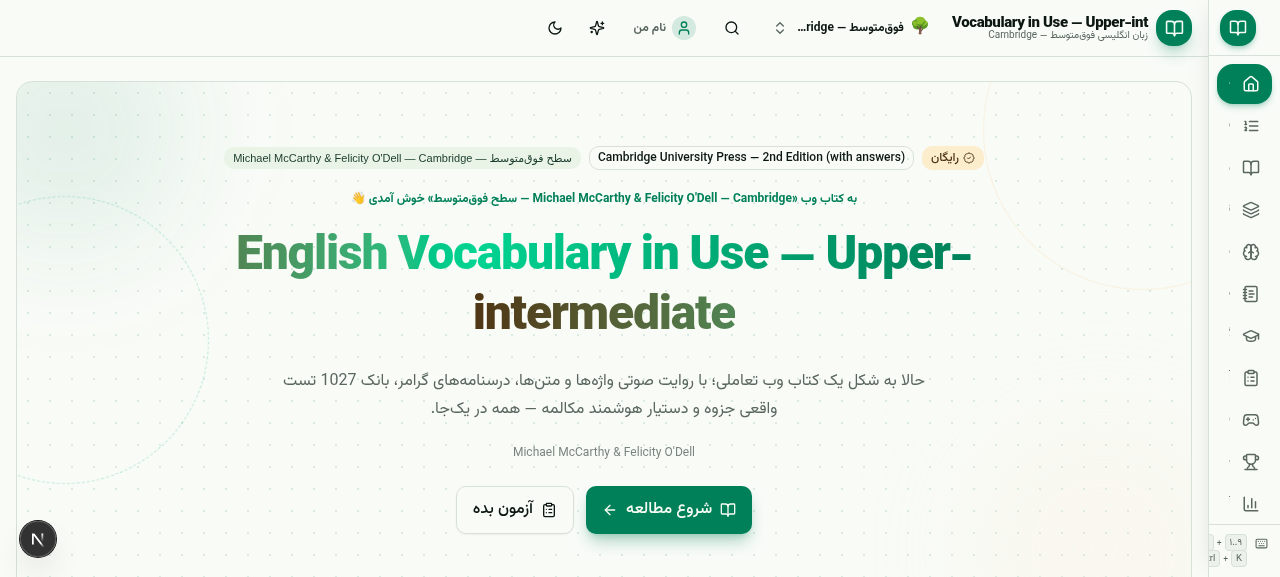 Vocabulary in Use — Upper-int
زبان انگلیسی فوق‌متوسط — Cambridge
فوق‌متوسط — ridge...
نام من
رایگان
Cambridge University Press — 2nd Edition (with answers)
Michael McCarthy & Felicity O'Dell — Cambridge — سطح فوق‌متوسط
به کتاب وب «Michael McCarthy & Felicity O'Dell — Cambridge — سطح فوق‌متوسط» خوش آمدی 👋
English Vocabulary in Use — Upper-
intermediate
حالا به شکل یک کتاب وب تعاملی؛ با روایت صوتی واژه‌ها و متن‌ها، درسنامه‌های گرامر، بانک 1027 تست
واقعی جزوه و دستیار هوشمند مکالمه — همه در یک‌جا.
Michael McCarthy & Felicity O'Dell
شروع مطالعه
آزمون بده
+ ۱..۹
+ K